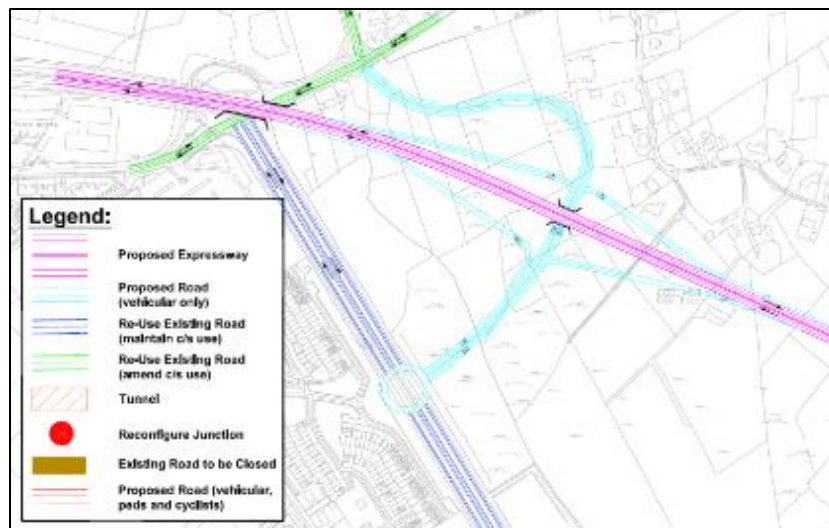 Legend:
Proposed Expressway
Proposed Road
(vehicular only)
Re-Use Existing Road
(maintain c/s use)
Re-Use Existing Road
(amend c/s use)
Tunnel
Reconfigure Junction
Existing Road to be Closed
Proposed Road (vehicular,
peds and cyclists)